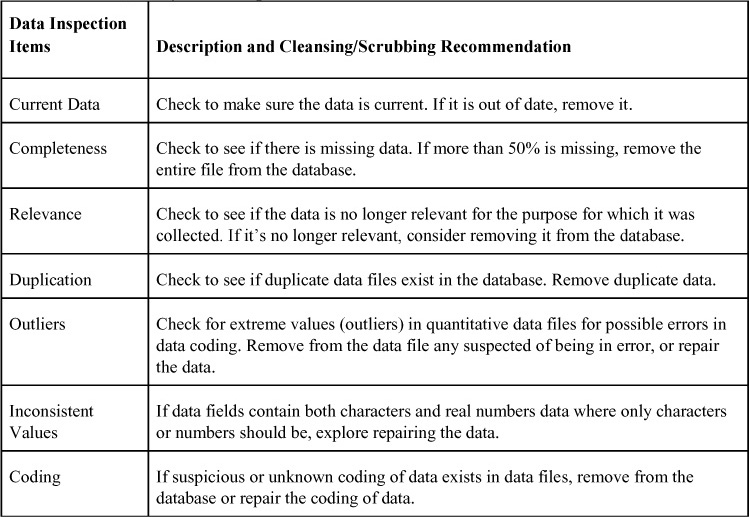 Data Inspection
Items
Description and Cleansing/Scrubbing Recommendation
Current Data
Check to make sure the data is current. If it is out of date, remove it.
Completeness
Check to see if there is missing data. If more than 50% is missing, remove the
entire file from the database.
Relevance
Check to see if the data is no longer relevant for the purpose for which it was
collected. If it’s no longer relevant, consider removing it from the database.
Duplication
Check to see if duplicate data files exist in the database. Remove duplicate data.
Outliers
Check for extreme values (outliers) in quantitative data files for possible errors in
data coding. Remove from the data file any suspected of being in error, or repair
the data.
Inconsistent
Values
If data fields contain both characters and real numbers data where only characters
or numbers should be, explore repairing the data.
Coding
If suspicious or unknown coding of data exists in data files, remove from the
database or repair the coding of data.